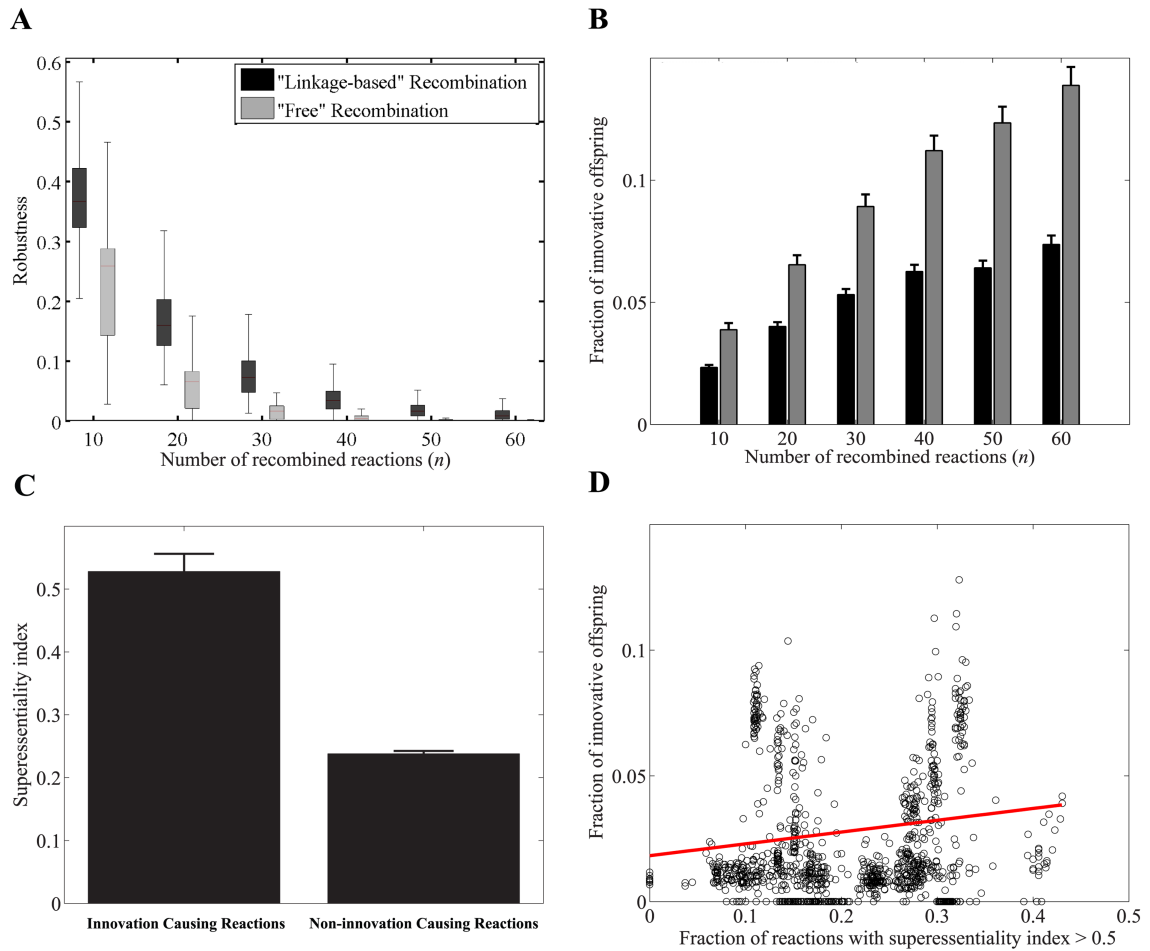 A
0.6
0.5
0.4
0.3
0.2
0.1
0
Robustness
"Linkage-based" Recombination
"Free" Recombination
10 20 30 40 50 60
Number of recombined reactions (n)
B
0.1
0.05
0
Fraction of innovative offspring
10 20 30 40 50 60
Number of recombined reactions (n)
C
0.5
0.5
0.4
0.3
0.2
0.1
0
Superessentiality index
Innovation Causing Reactions Non-innovation Causing Reactions
D
0.1
0.05
0
Fraction of innovative offspring
0 0.1 0.2 0.3 0.4 0.5
Fraction of reactions with superessentiality index > 0.5